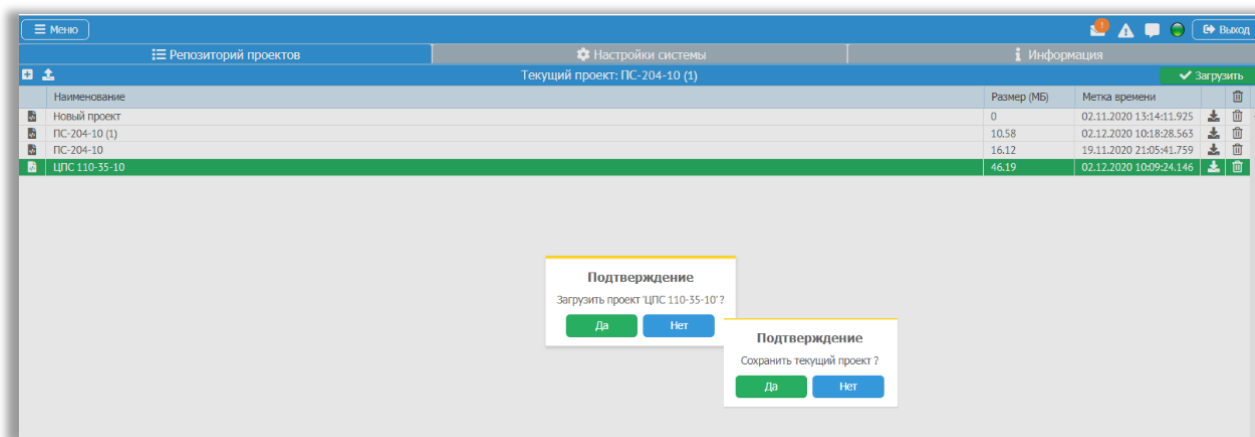 Меню
1
Выход
Репозиторий проектов
Настройки системы
Информация
Текущий проект: ПС-204-10 (1)
Загрузить
Наименование Размер (МБ) Метка времени
Новый проект 0 02.11.2020 13:14:11.925
ПС-204-10 (1) 10.58 02.12.2020 10:18:28.563
ПС-204-10 16.12 19.11.2020 21:05:41.759
ЦПС 110-35-10 46.19 02.12.2020 10:09:24.146
Подтверждение
Загрузить проект 'ЦПС 110-35-10' ?
Да Нет
Подтверждение
Сохранить текущий проект ?
Да Нет